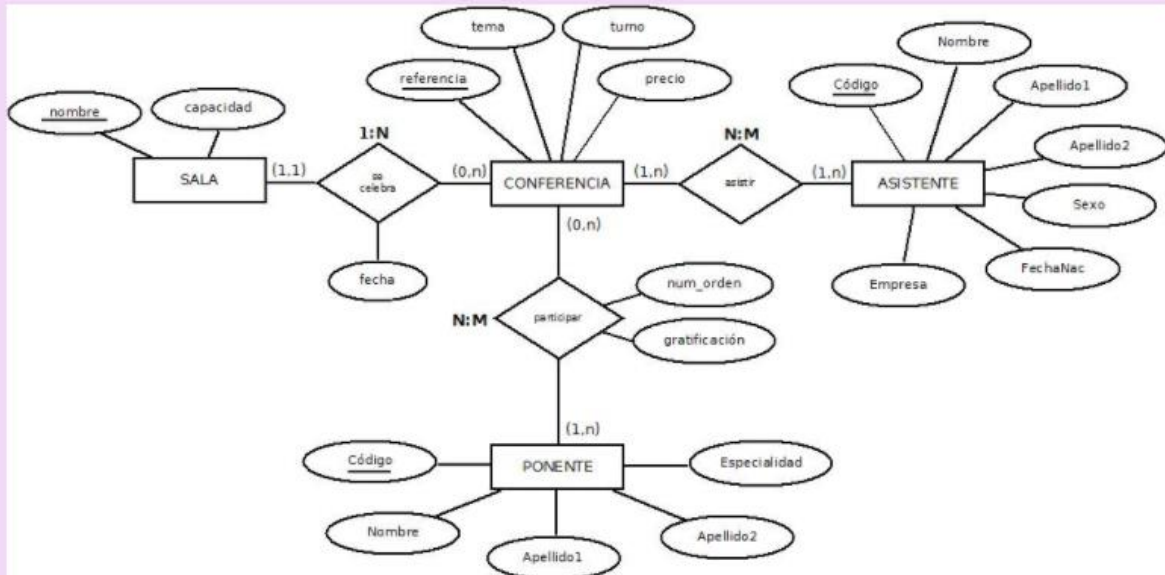 tema
turno
Nombre
referencia
precio
Código
Apellido1
nombre
capacidad
1:N
N:M
Apellido2
SALA
(1,1)
se
celebra
(0,n)
CONFERENCIA
(1,n)
asistir
(1,n)
ASISTENTE
Sexo
(0,n)
fecha
Empresa
FechaNac
num_orden
N:M
participar
gratificación
(1,n)
Código
PONENTE
Especialidad
Nombre
Apellido1
Apellido2